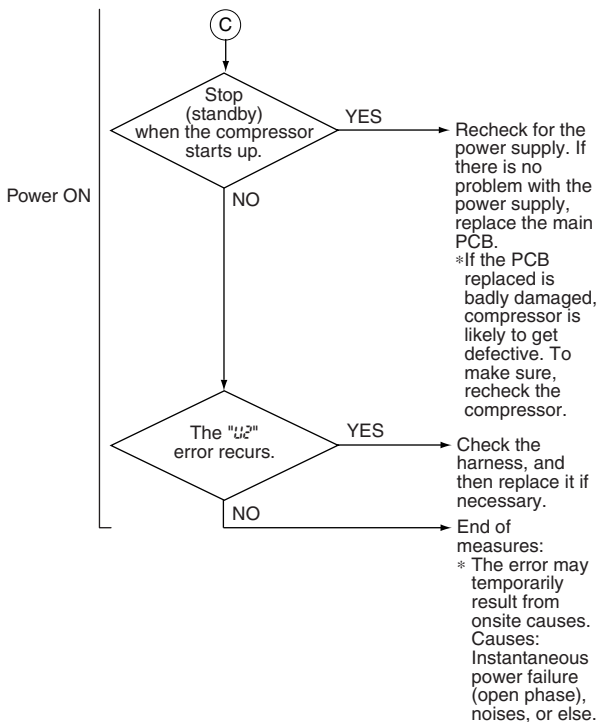 C
Stop
(standby)
when the compressor
starts up.
YES
Recheck for the
power supply. If
there is no
problem with the
power supply,
replace the main
PCB.
*If the PCB
replaced is
badly damaged,
compressor is
likely to get
defective. To
make sure,
recheck the
compressor.
Power ON
NO
The "U2"
error recurs.
YES
Check the
harness, and
then replace it if
necessary.
NO
End of
measures:
* The error may
temporarily
result from
onsite causes.
Causes:
Instantaneous
power failure
(open phase),
noises, or else.